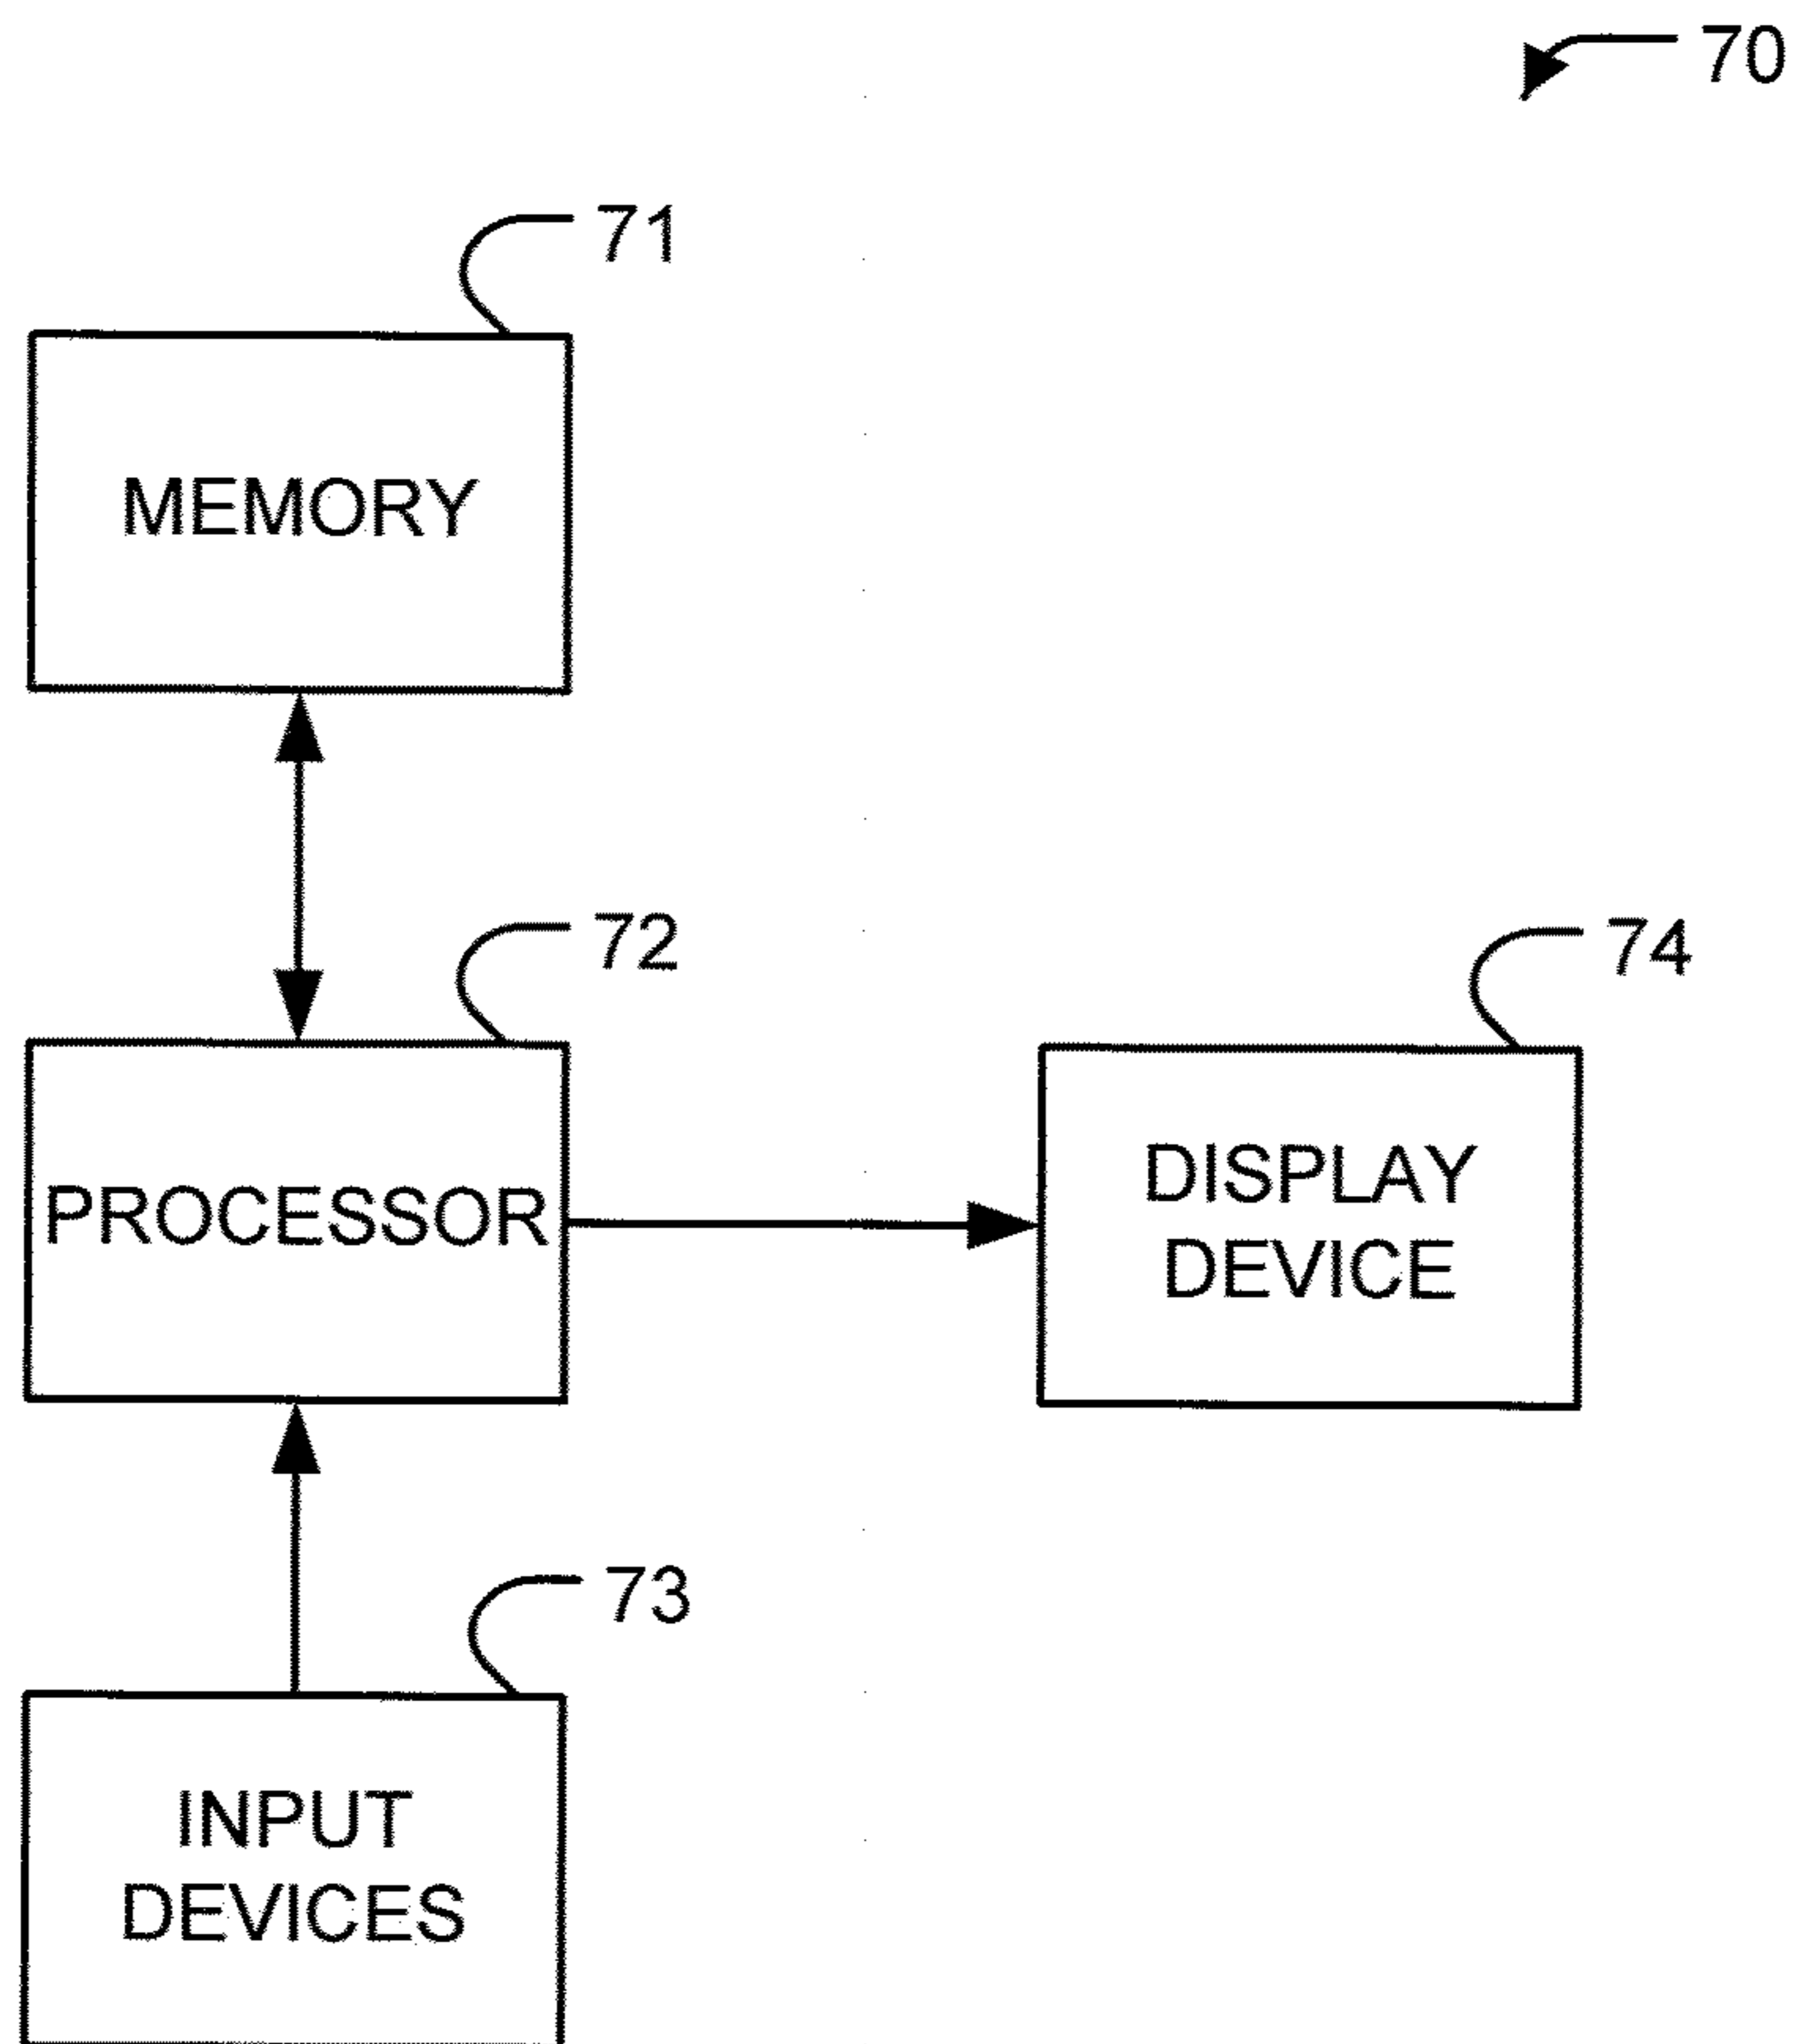 70
71
MEMORY
72
74
PROCESSOR
DISPLAY
DEVICE
73
INPUT
DEVICES